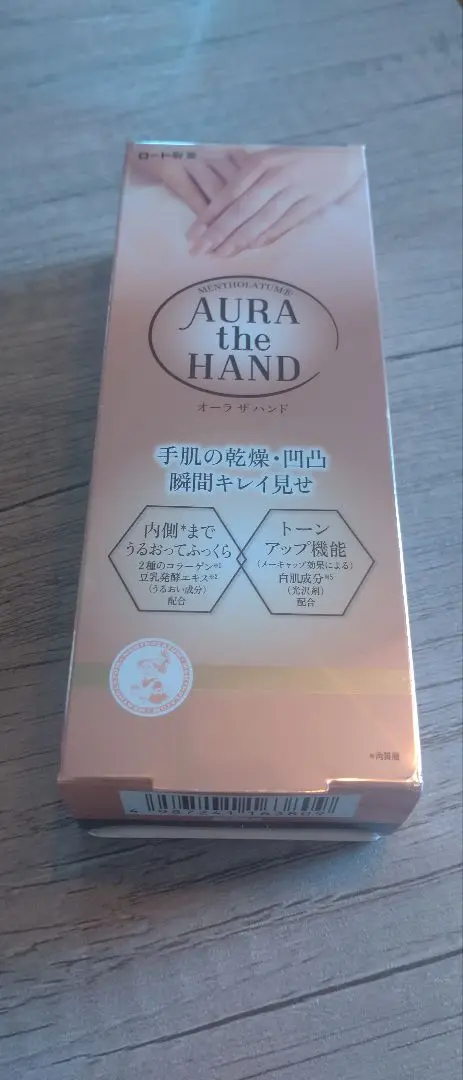 ロート製薬
MENTHOLATUM®
AURA
the
HAND
オーラ ザ ハンド
手肌の乾燥・凹凸
瞬間キレイ見せ
内側*まで
うるおってふっくら
2種のコラーゲン※1
豆乳発酵エキス※2
(うるおい成分)
配合
トーン
アップ機能
(メーキャップ効果による)
白肌成分※3
(光沢剤)
配合
*角質層